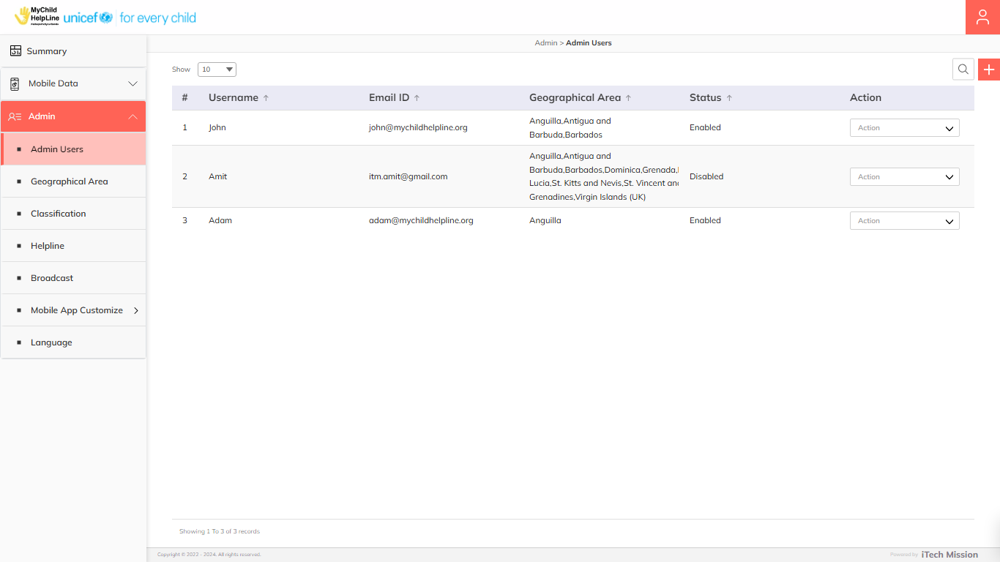 MyChild
HelpLine
unicef for every child
Summary
Mobile Data
Admin
Admin Users
Geographical Area
Classification
Helpline
Broadcast
Mobile App Customize
Language
Admin > Admin Users
Show 10
# Username ↑ Email ID ↑ Geographical Area ↑ Status ↑ Action
1 John john@mychildhelpline.org Anguilla,Antigua and
Barbuda,Barbados Enabled Action
2 Amit itm.amit@gmail.com Anguilla,Antigua and
Barbuda,Barbados,Dominica,Grenada,
Lucia,St. Kitts and Nevis,St. Vincent and
Grenadines,Virgin Islands (UK) Disabled Action
3 Adam adam@mychildhelpline.org Anguilla Enabled Action
Showing 1 To 3 of 3 records
Copyright © 2022 - 2024. All rights reserved.
Powered by iTech Mission